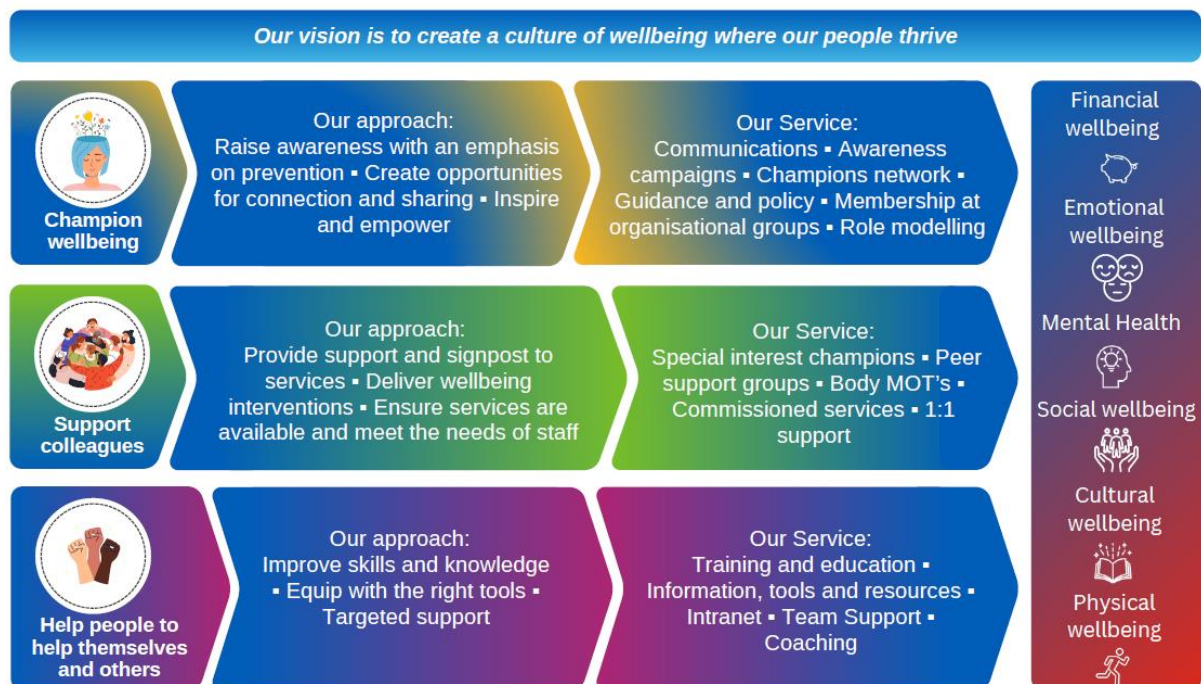 Our vision is to create a culture of wellbeing where our people thrive
Champion
wellbeing
Our approach:
Raise awareness with an emphasis
on prevention ▪ Create opportunities
for connection and sharing ▪ Inspire
and empower
Our Service:
Communications ▪ Awareness
campaigns ▪ Champions network ▪
Guidance and policy ▪ Membership at
organisational groups ▪ Role modelling
Support
colleagues
Our approach:
Provide support and signpost to
services ▪ Deliver wellbeing
interventions ▪ Ensure services are
available and meet the needs of staff
Our Service:
Special interest champions ▪ Peer
support groups ▪ Body MOT’s ▪
Commissioned services ▪ 1:1
support
Help people to
help themselves
and others
Our approach:
Improve skills and knowledge
▪ Equip with the right tools ▪
Targeted support
Our Service:
Training and education ▪
Information, tools and resources ▪
Intranet ▪ Team Support ▪
Coaching
Financial
wellbeing
Emotional
wellbeing
Mental Health
Social wellbeing
Cultural
wellbeing
Physical
wellbeing